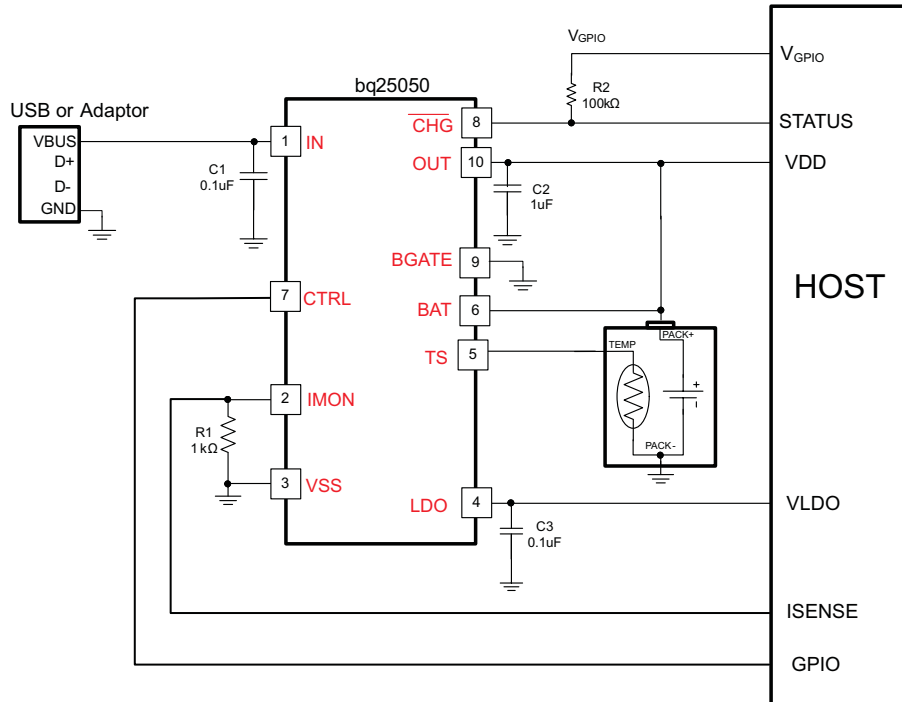 bq25050
USB or Adaptor
VBUS
D+
D-
GND
C1
0.1uF
1
IN
7
CTRL
2
IMON
R1
1 kΩ
3
VSS
CHG
8
OUT
10
BGATE
9
BAT
6
TS
5
LDO
4
VGPIO
R2
100kΩ
C2
1uF
TEMP
PACK+
+
-
PACK-
C3
0.1uF
VGPIO
STATUS
VDD
HOST
VLDO
ISENSE
GPIO